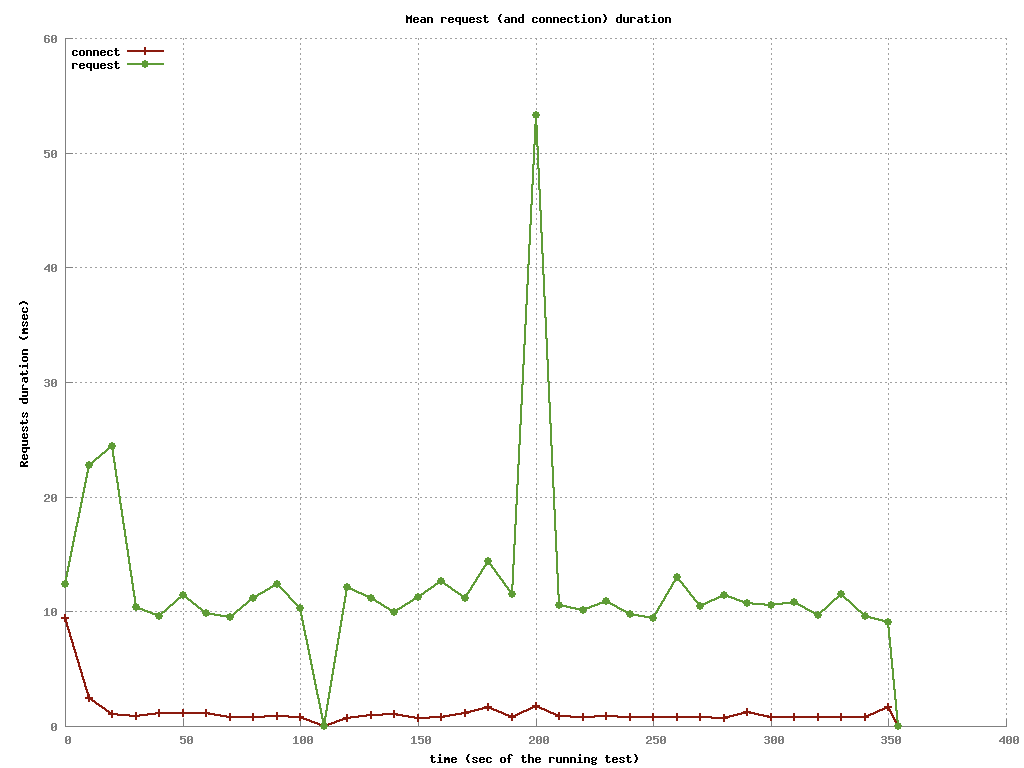 Mean request (and connection) duration
60
connect
request
50
40
30
20
10
0
Requests duration (msec)
0 50 100 150 200 250 300 350 400
time (sec of the running test)